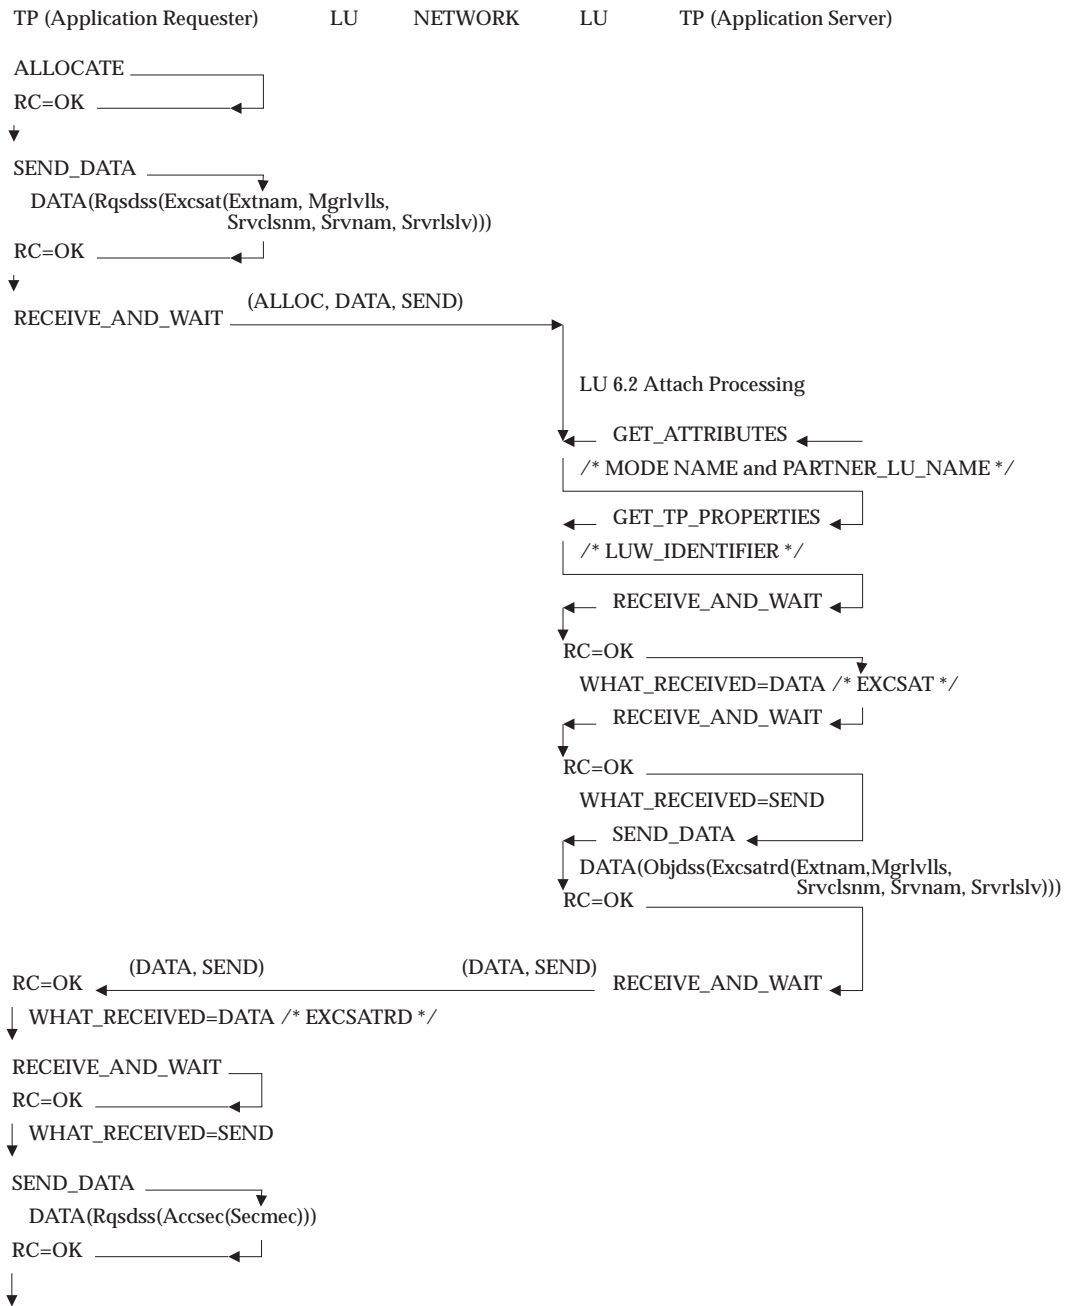 TP (Application Requester) LU NETWORK LU TP (Application Server)
ALLOCATE
RC=OK
SEND_DATA
DATA(Rqsdss(Excsat(Extnam, Mgrlvlls,
Srvclsnm, Srvnam, Srvrlslv)))
RC=OK
(ALLOC, DATA, SEND)
RECEIVE_AND_WAIT
LU 6.2 Attach Processing
GET_ATTRIBUTES
/* MODE NAME and PARTNER_LU_NAME */
GET_TP_PROPERTIES
/* LUW_IDENTIFIER */
RECEIVE_AND_WAIT
RC=OK
WHAT_RECEIVED=DATA /* EXCSAT */
RECEIVE_AND_WAIT
RC=OK
WHAT_RECEIVED=SEND
SEND_DATA
DATA(Objdss(Excsatrd(Extnam,Mgrlvlls,
Srvclsnm, Srvnam, Srvrlslv)))
RC=OK
(DATA, SEND) (DATA, SEND)
RC=OK RECEIVE_AND_WAIT
WHAT_RECEIVED=DATA /* EXCSATRD */
RECEIVE_AND_WAIT
RC=OK
WHAT_RECEIVED=SEND
SEND_DATA
DATA(Rqsdss(Accsec(Secmec)))
RC=OK